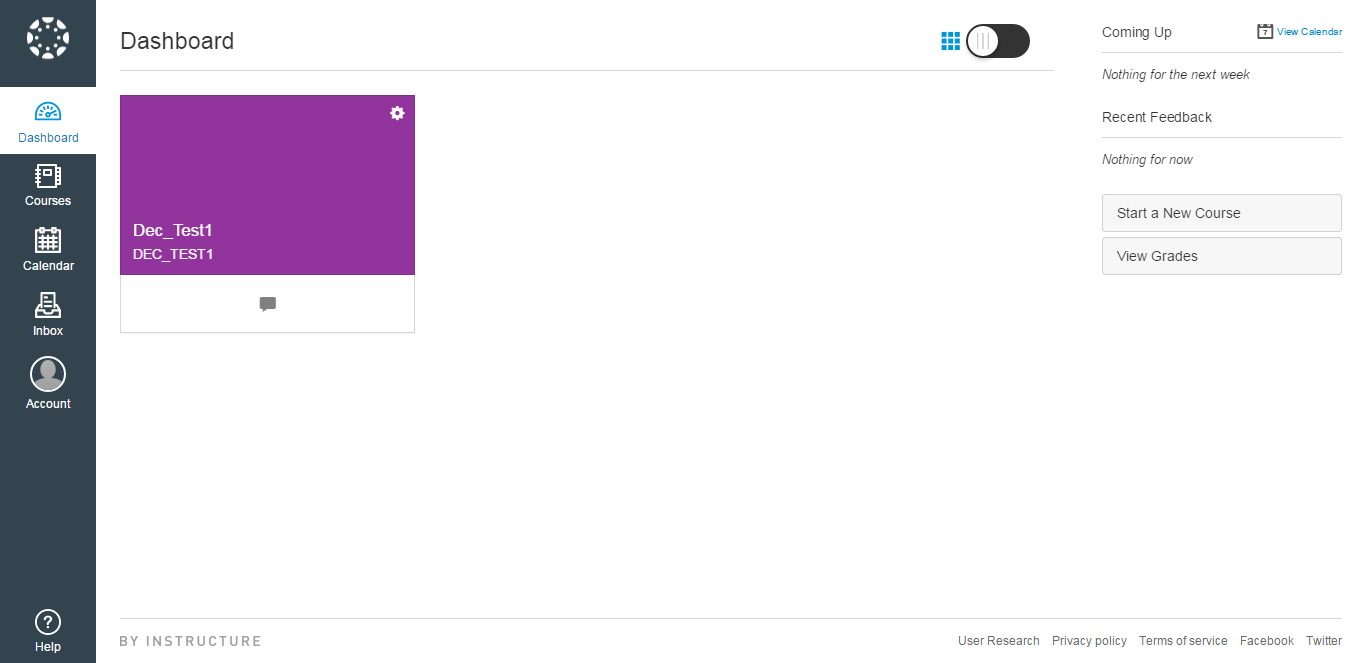 Dashboard
Courses
Calendar
Inbox
Account
?
Help
Dashboard
Dec_Test1
DEC_TEST1
Coming Up
7
View Calendar
Nothing for the next week
Recent Feedback
Nothing for now
Start a New Course
View Grades
BY INSTRUCTURE
User Research Privacy policy Terms of service Facebook Twitter